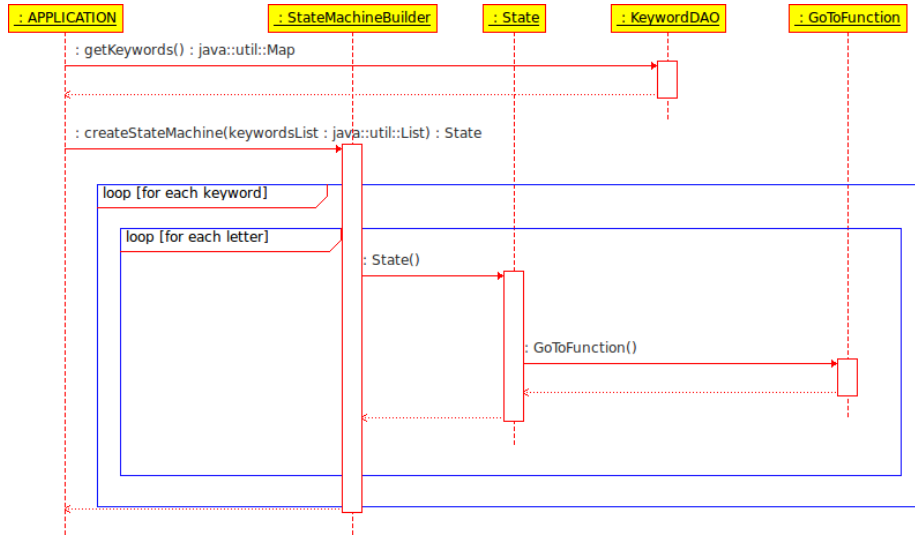 : APPLICATION
: StateMachineBuilder
: State
: KeywordDAO
: GoToFunction
: getKeywords() : java::util::Map
: createStateMachine(keywordsList : java::util::List) : State
loop [for each keyword]
loop [for each letter]
: State()
: GoToFunction()